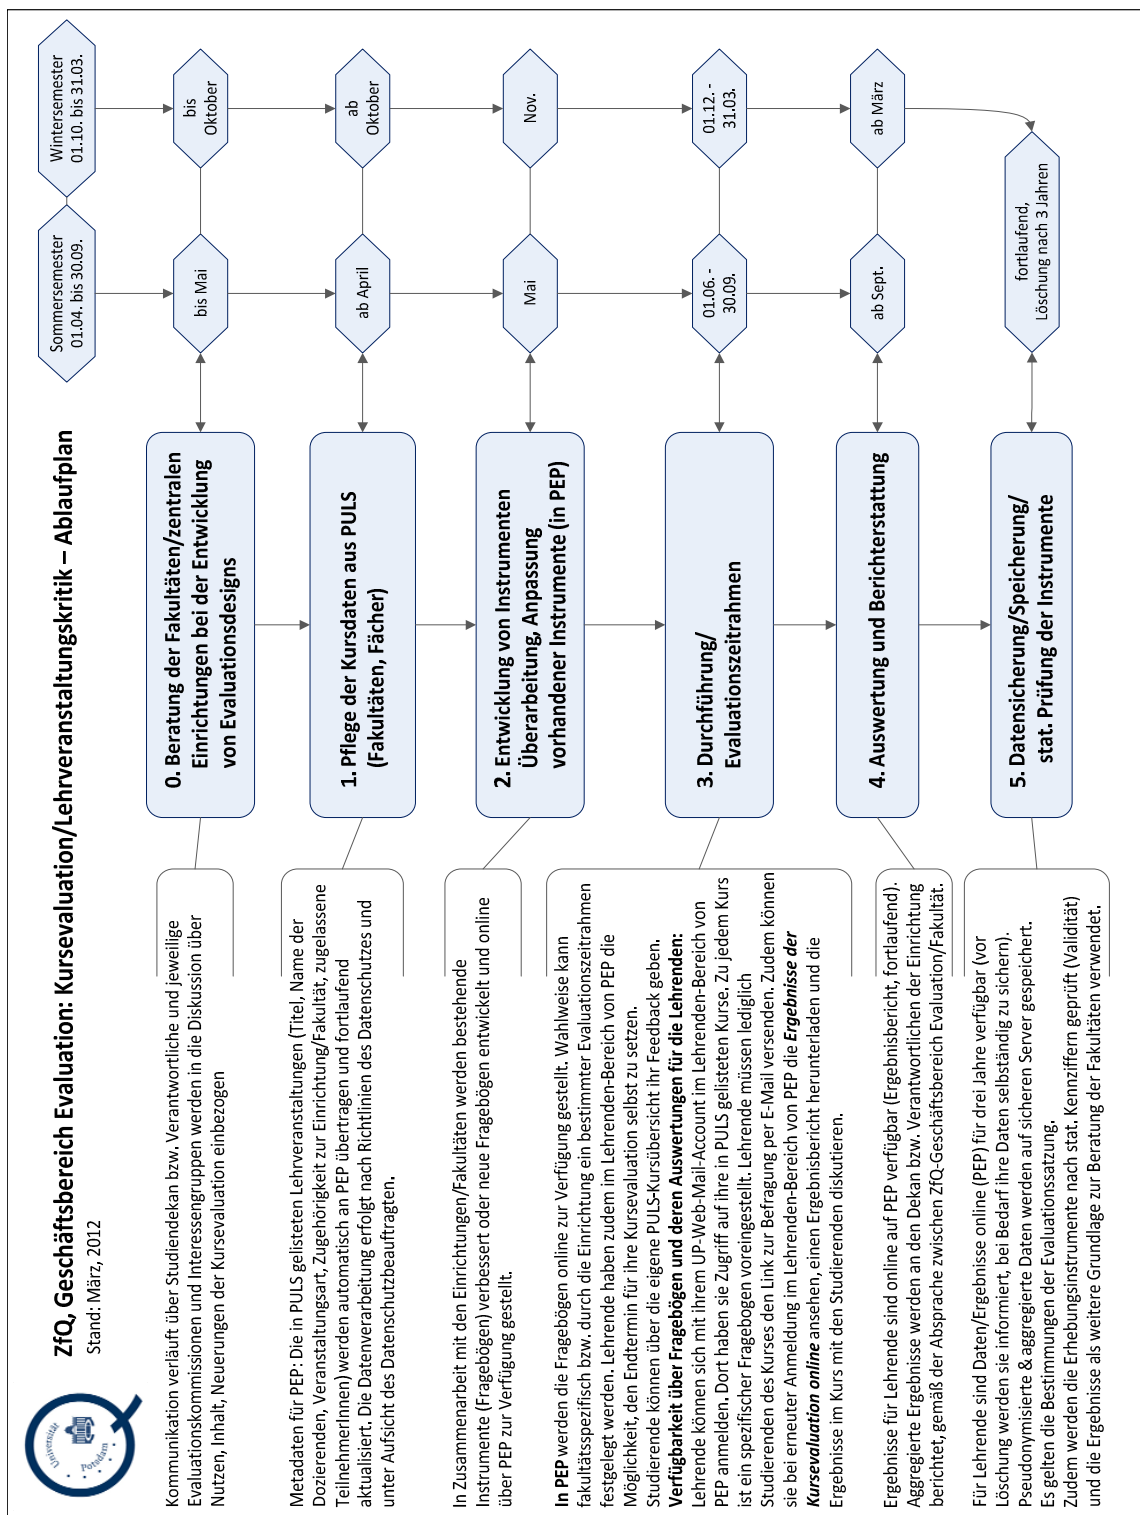 Universität
Potsdam
ZfQ, Geschäftsbereich Evaluation: Kursevaluation/Lehrveranstaltungskritik – Ablaufplan
Stand: März, 2012
Sommersemester
01.04. bis 30.09.
Wintersemester
01.10. bis 31.03.
Kommunikation verläuft über Studiendekan bzw. Verantwortliche und jeweilige
Evaluationskommissionen und Interessengruppen werden in die Diskussion über
Nutzen, Inhalt, Neuerungen der Kursevaluation einbezogen
0. Beratung der Fakultäten/zentralen
Einrichtungen bei der Entwicklung
von Evaluationsdesigns
bis Mai
bis
Oktober
Metadaten für PEP: Die in PULS gelisteten Lehrveranstaltungen (Titel, Name der
Dozierenden, Veranstaltungsart, Zugehörigkeit zur Einrichtung/Fakultät, zugelassene
TeilnehmerInnen) werden automatisch an PEP übertragen und fortlaufend
aktualisiert. Die Datenverarbeitung erfolgt nach Richtlinien des Datenschutzes und
unter Aufsicht des Datenschutzbeauftragten.
1. Pflege der Kursdaten aus PULS
(Fakultäten, Fächer)
ab April
ab
Oktober
In Zusammenarbeit mit den Einrichtungen/Fakultäten werden bestehende
Instrumente (Fragebögen) verbessert oder neue Fragebögen entwickelt und online
über PEP zur Verfügung gestellt.
2. Entwicklung von Instrumenten
Überarbeitung, Anpassung
vorhandener Instrumente (in PEP)
Mai
Nov.
In PEP werden die Fragebögen online zur Verfügung gestellt. Wahlweise kann
fakultätsspezifisch bzw. durch die Einrichtung ein bestimmter Evaluationszeitrahmen
festgelegt werden. Lehrende haben zudem im Lehrenden-Bereich von PEP die
Möglichkeit, den Endtermin für ihre Kursevaluation selbst zu setzen.
Studierende können über die eigene PULS-Kursübersicht ihr Feedback geben.
Verfügbarkeit über Fragebögen und deren Auswertungen für die Lehrenden:
Lehrende können sich mit ihrem UP-Web-Mail-Account im Lehrenden-Bereich von
PEP anmelden. Dort haben sie Zugriff auf ihre in PULS gelisteten Kurse. Zu jedem Kurs
ist ein spezifischer Fragebogen voreingestellt. Lehrende müssen lediglich
Studierenden des Kurses den Link zur Befragung per E-Mail versenden. Zudem können
sie bei erneuter Anmeldung im Lehrenden-Bereich von PEP die Ergebnisse der
Kursevaluation online ansehen, einen Ergebnisbericht herunterladen und die
Ergebnisse im Kurs mit den Studierenden diskutieren.
3. Durchführung/
Evaluationszeitrahmen
01.06. -
30.09.
01.12. -
31.03.
Ergebnisse für Lehrende sind online auf PEP verfügbar (Ergebnisbericht, fortlaufend).
Aggregierte Ergebnisse werden an den Dekan bzw. Verantwortlichen der Einrichtung
berichtet, gemäß der Absprache zwischen ZfQ-Geschäftsbereich Evaluation/Fakultät.
4. Auswertung und Berichterstattung
ab Sept.
ab März
Für Lehrende sind Daten/Ergebnisse online (PEP) für drei Jahre verfügbar (vor
Löschung werden sie informiert, bei Bedarf ihre Daten selbständig zu sichern).
Pseudonymisierte & aggregierte Daten werden auf sicheren Server gespeichert.
Es gelten die Bestimmungen der Evaluationssatzung.
Zudem werden die Erhebungsinstrumente nach stat. Kennziffern geprüft (Validität)
und die Ergebnisse als weitere Grundlage zur Beratung der Fakultäten verwendet.
5. Datensicherung/Speicherung/
stat. Prüfung der Instrumente
fortlaufend,
Löschung nach 3 Jahren